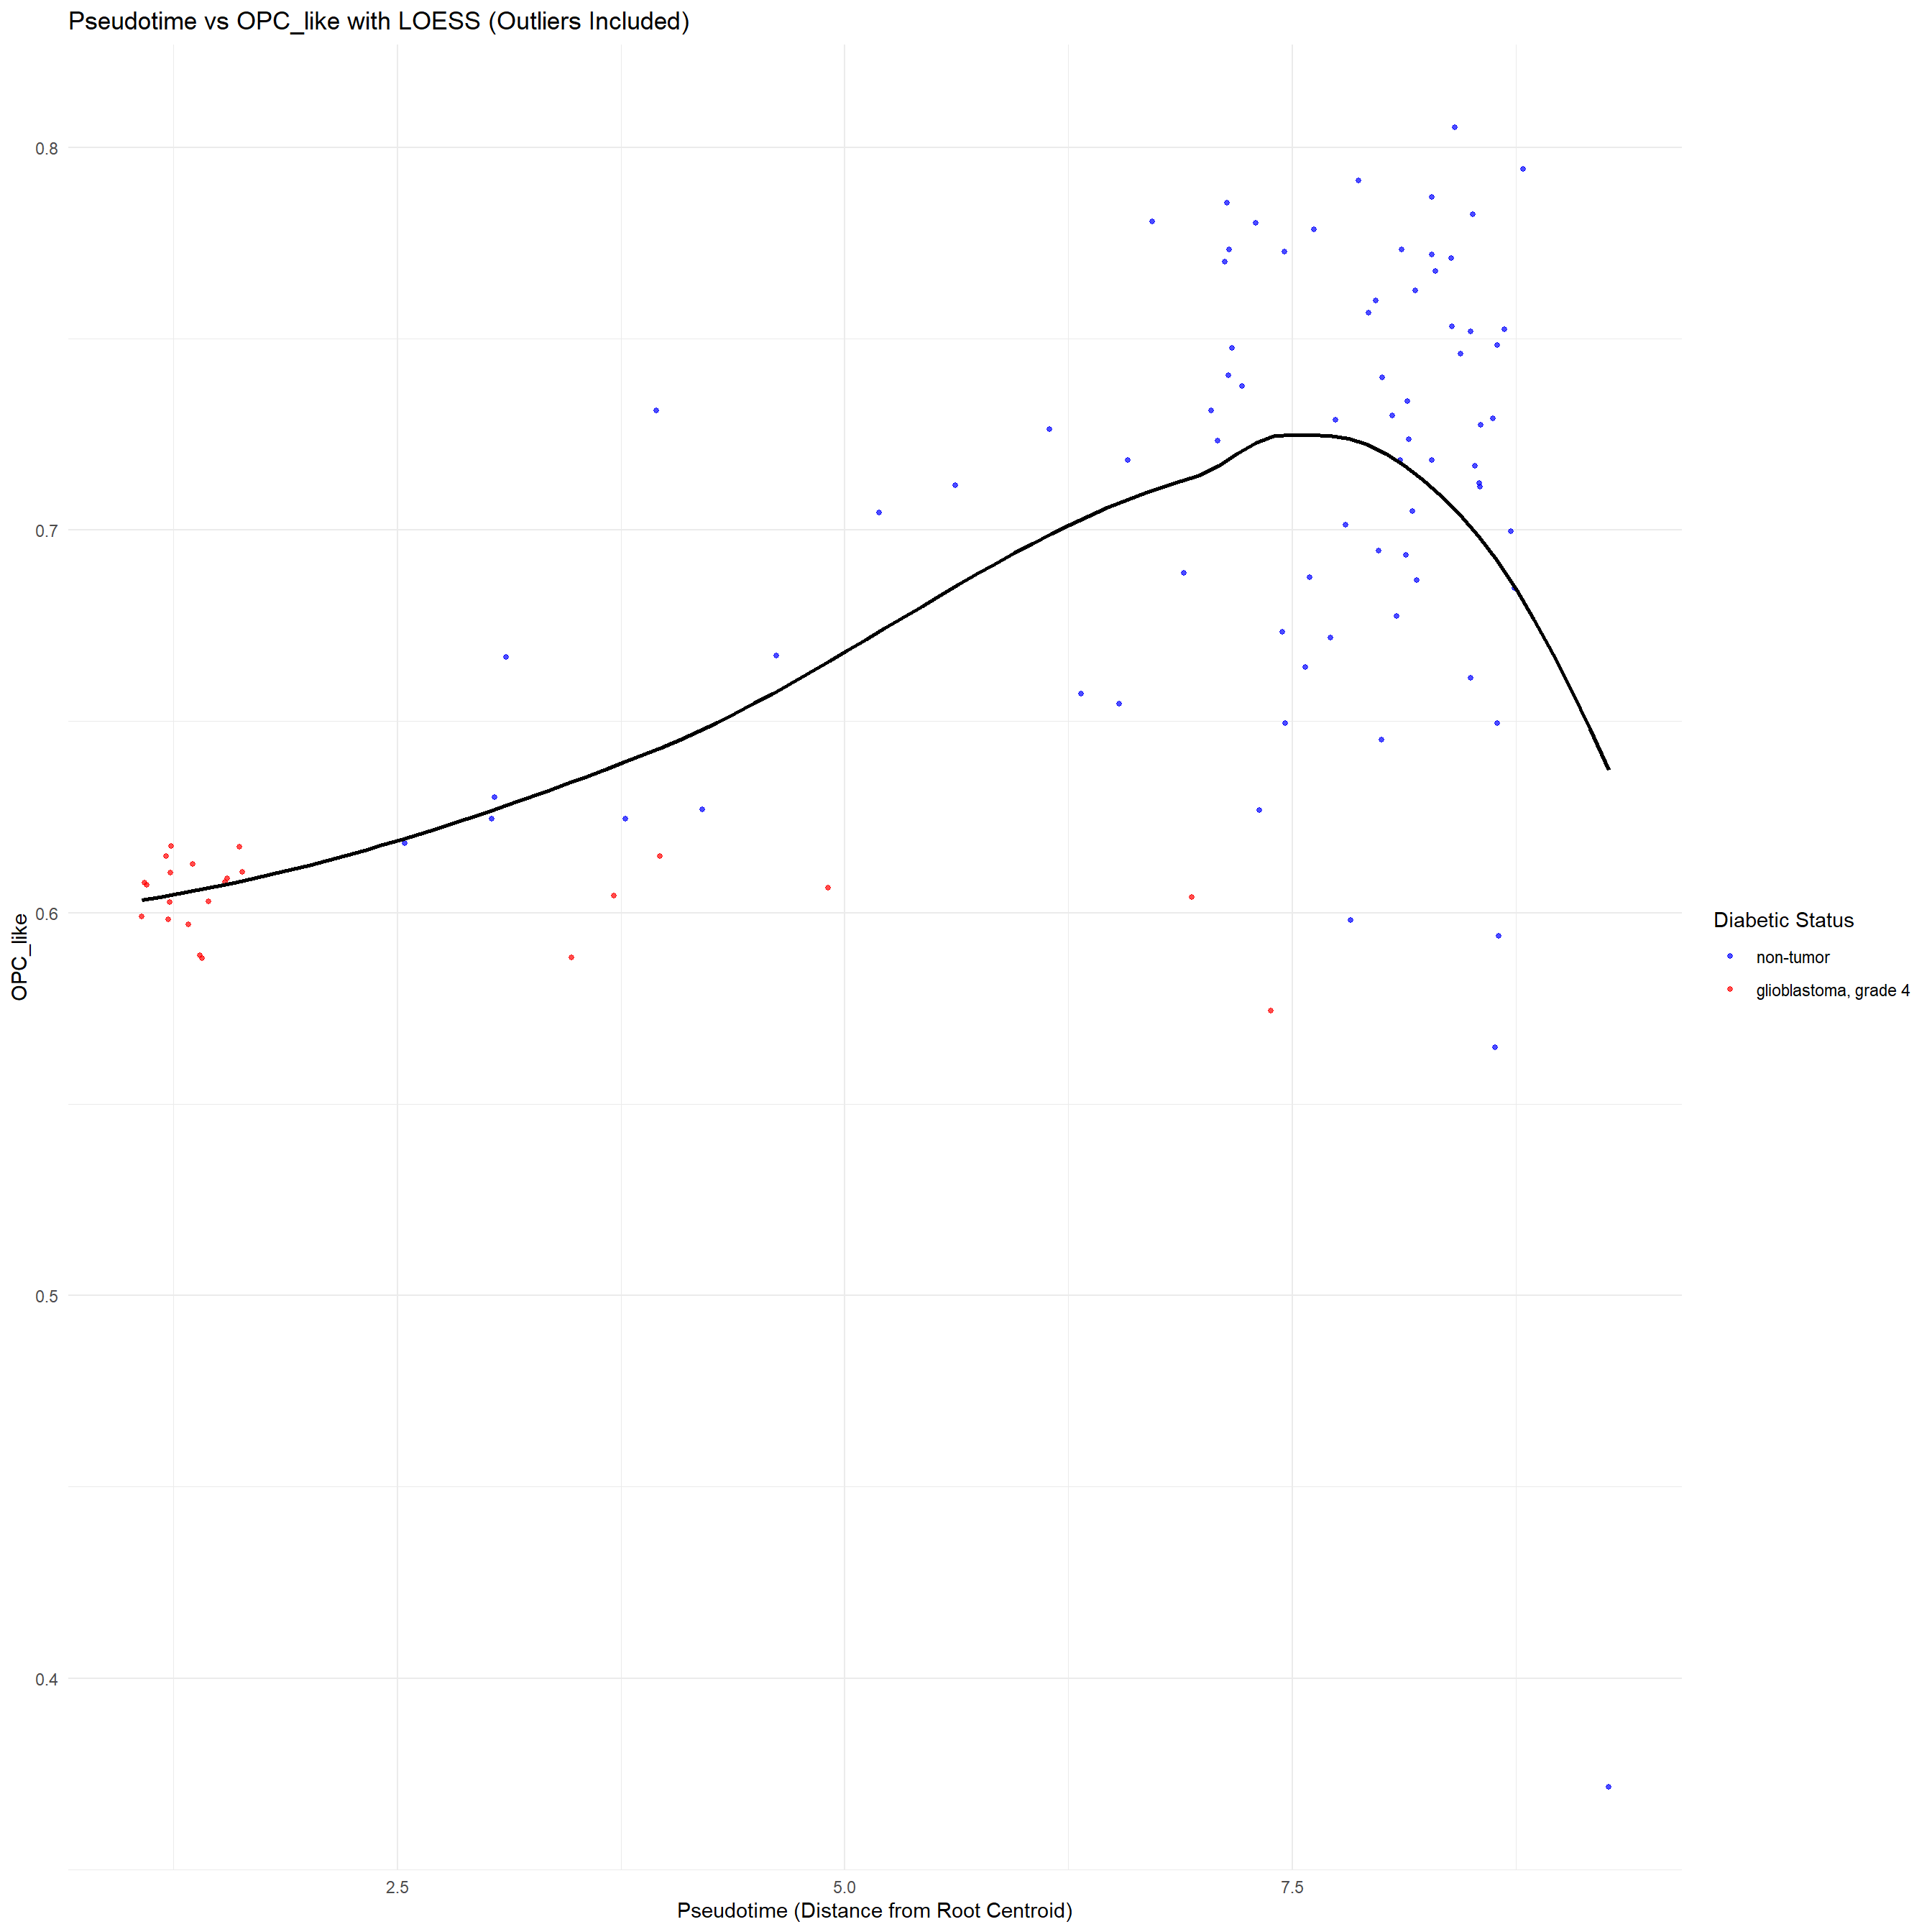 Pseudotime vs OPC_like with LOESS (Outliers Included)
0.8
0.7
0.6
0.5
0.4
OPC_like
2.5 5.0 7.5
Pseudotime (Distance from Root Centroid)
Diabetic Status
non-tumor
glioblastoma, grade 4